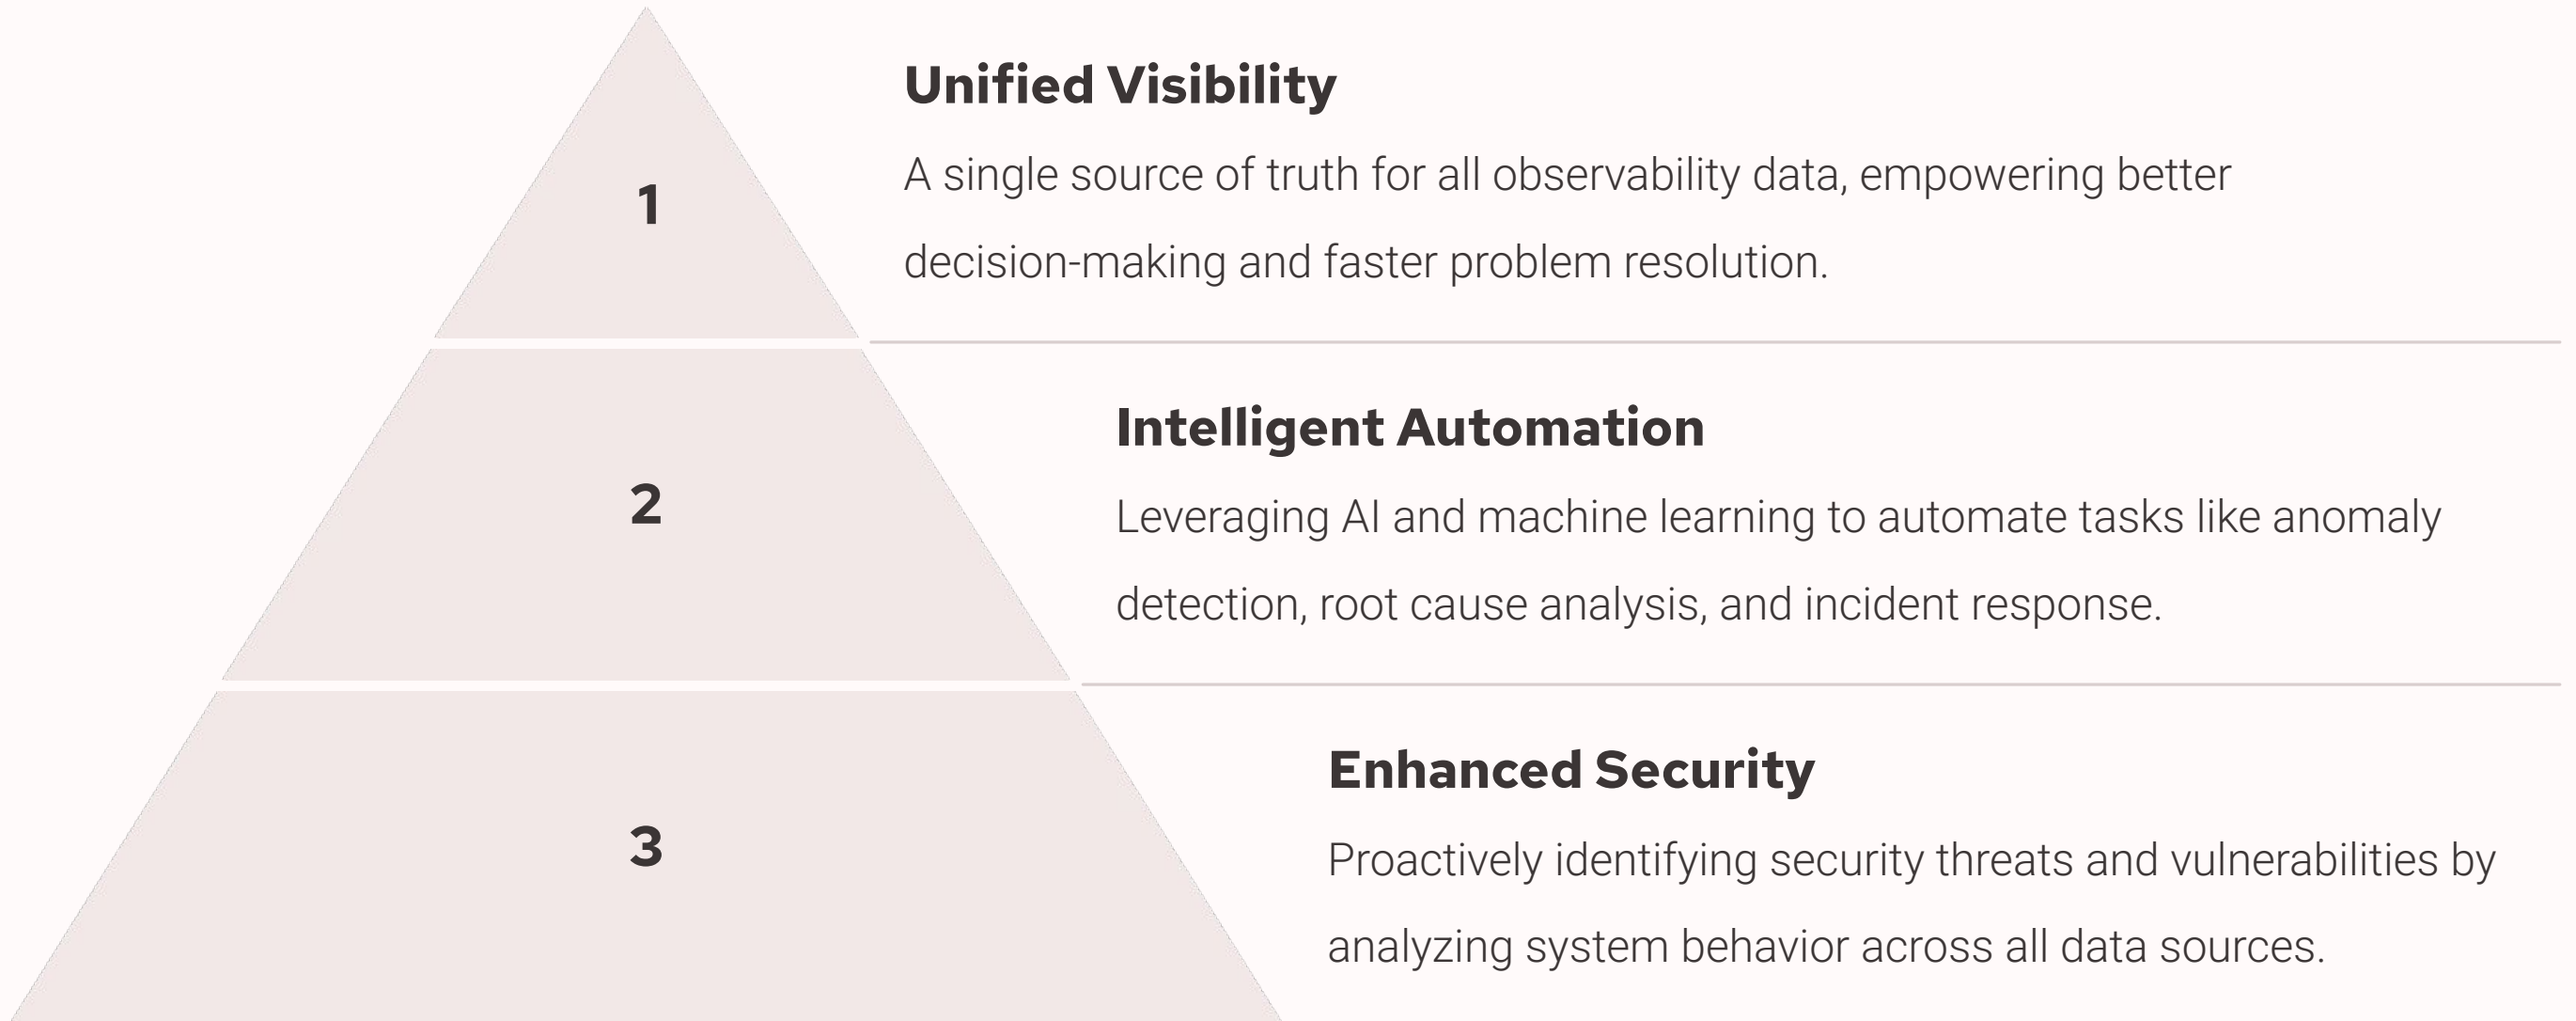 1
Unified Visibility
A single source of truth for all observability data, empowering better
decision-making and faster problem resolution.
2
Intelligent Automation
Leveraging AI and machine learning to automate tasks like anomaly
detection, root cause analysis, and incident response.
3
Enhanced Security
Proactively identifying security threats and vulnerabilities by
analyzing system behavior across all data sources.